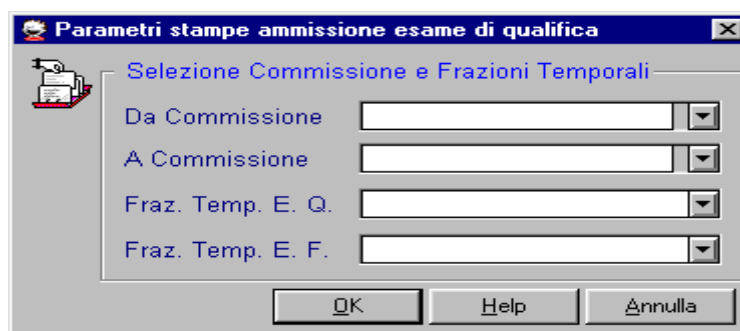 Parametri stampe ammissione esame di qualifica
Selezione Commissione e Frazioni Temporali
Da Commissione
A Commissione
Fraz. Temp. E. Q.
Fraz. Temp. E. F.
OK Help Annulla